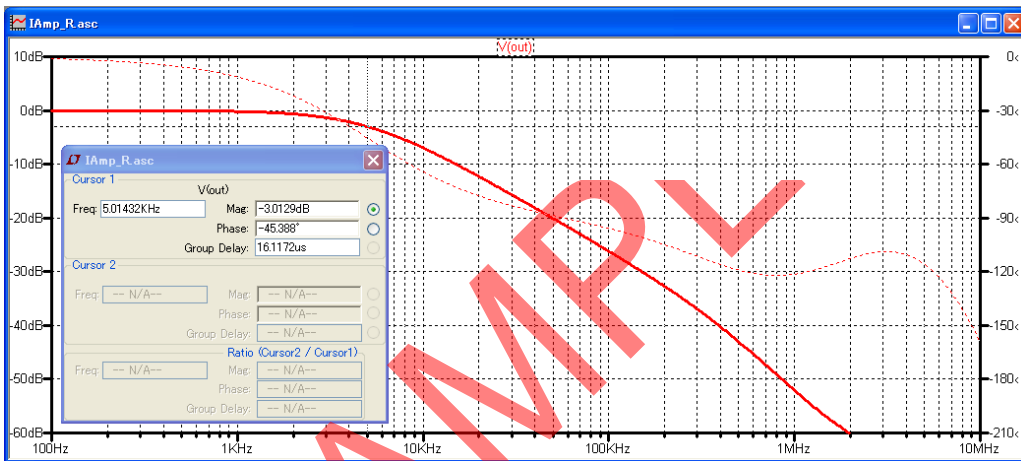 IAmp_R.asc
V(out)
10dB
0dB
-10dB
-20dB
-30dB
-40dB
-50dB
-60dB
100Hz
1KHz
10KHz
100KHz
1MHz
10MHz
-30
-60
-90
-120
-150
-180
-210
IAmp_R.asc
Cursor 1
V(out)
Freq: 5.01432KHz Mag: -3.0129dB
Phase: -45.388°
Group Delay: 16.1172us
Cursor 2
Freq: -- N/A-- Mag: -- N/A--
Phase: -- N/A--
Group Delay: -- N/A--
Ratio (Cursor2 / Cursor1)
Freq: -- N/A-- Mag: -- N/A--
Phase: -- N/A--
Group Delay: -- N/A--